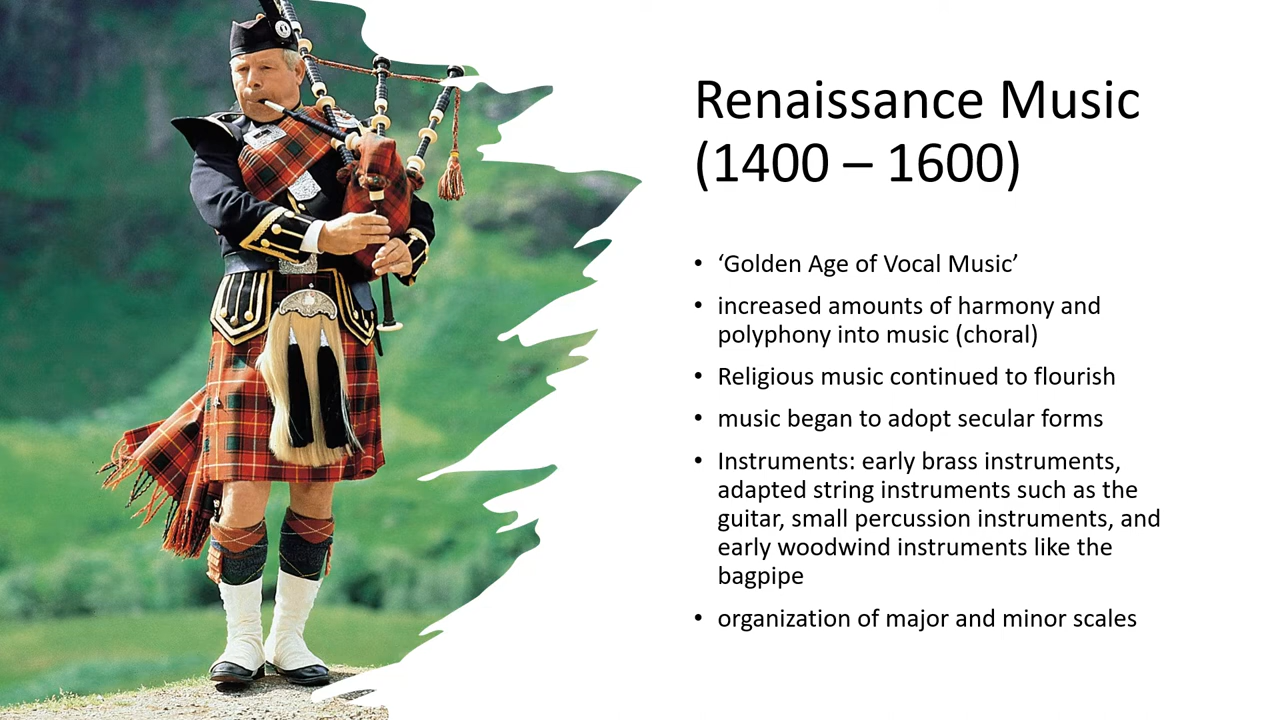 Renaissance Music
(1400 – 1600)
• ‘Golden Age of Vocal Music’
• increased amounts of harmony and
polyphony into music (choral)
• Religious music continued to flourish
• music began to adopt secular forms
• Instruments: early brass instruments,
adapted string instruments such as the
guitar, small percussion instruments, and
early woodwind instruments like the
bagpipe
• organization of major and minor scales